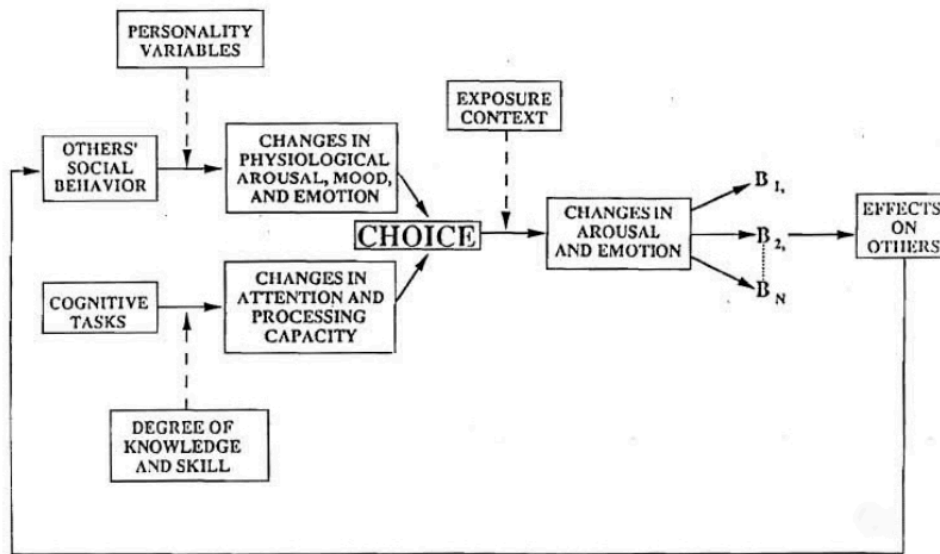 PERSONALITY
VARIABLES
EXPOSURE
CONTEXT
OTHERS'
SOCIAL
BEHAVIOR
CHANGES IN
PHYSIOLOGICAL
AROUSAL, MOOD,
AND EMOTION
CHOICE
CHANGES IN
AROUSAL
AND EMOTION
B 1,
B 2,
B N
EFFECTS
ON
OTHERS
COGNITIVE
TASKS
CHANGES IN
ATTENTION AND
PROCESSING
CAPACITY
DEGREE OF
KNOWLEDGE
AND SKILL